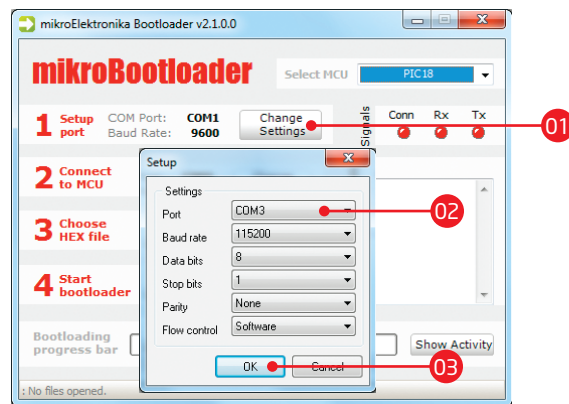 mikroElektronika Bootloader v2.1.0.0
mikroBootloader
Select MCU
PIC18
1 Setup port
COM Port: COM1
Baud Rate: 9600
Change Settings
01
Signals
Conn Rx Tx
2 Connect to MCU
3 Choose HEX file
4 Start bootloader
Setup
Settings
Port COM3
02
Baud rate 115200
Data bits 8
Stop bits 1
Parity None
Flow control Software
OK
Cancel
03
Bootloading progress bar
Show Activity
: No files opened.